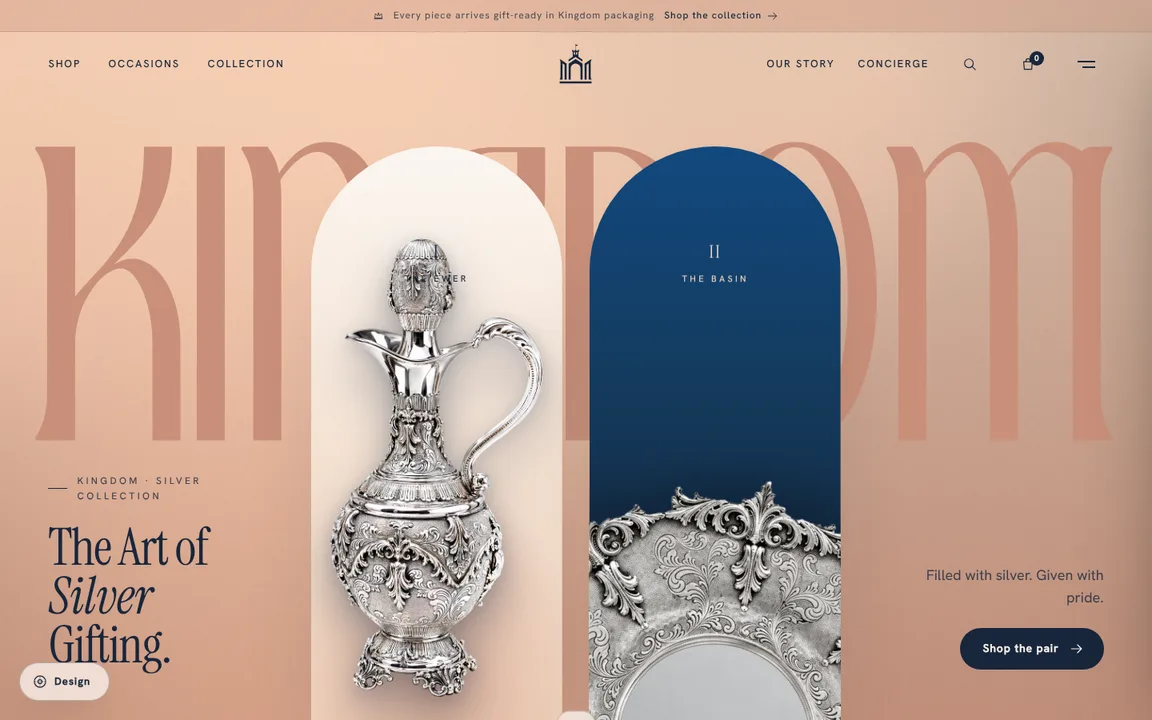 Every piece arrives gift-ready in Kingdom packaging Shop the collection →
SHOP OCCASIONS COLLECTION OUR STORY CONCIERGE 0
KINGDOM
II
THE BASIN
KINGDOM · SILVER
COLLECTION
The Art of
Silver
Gifting.
Filled with silver. Given with
pride.
Shop the pair →
Design